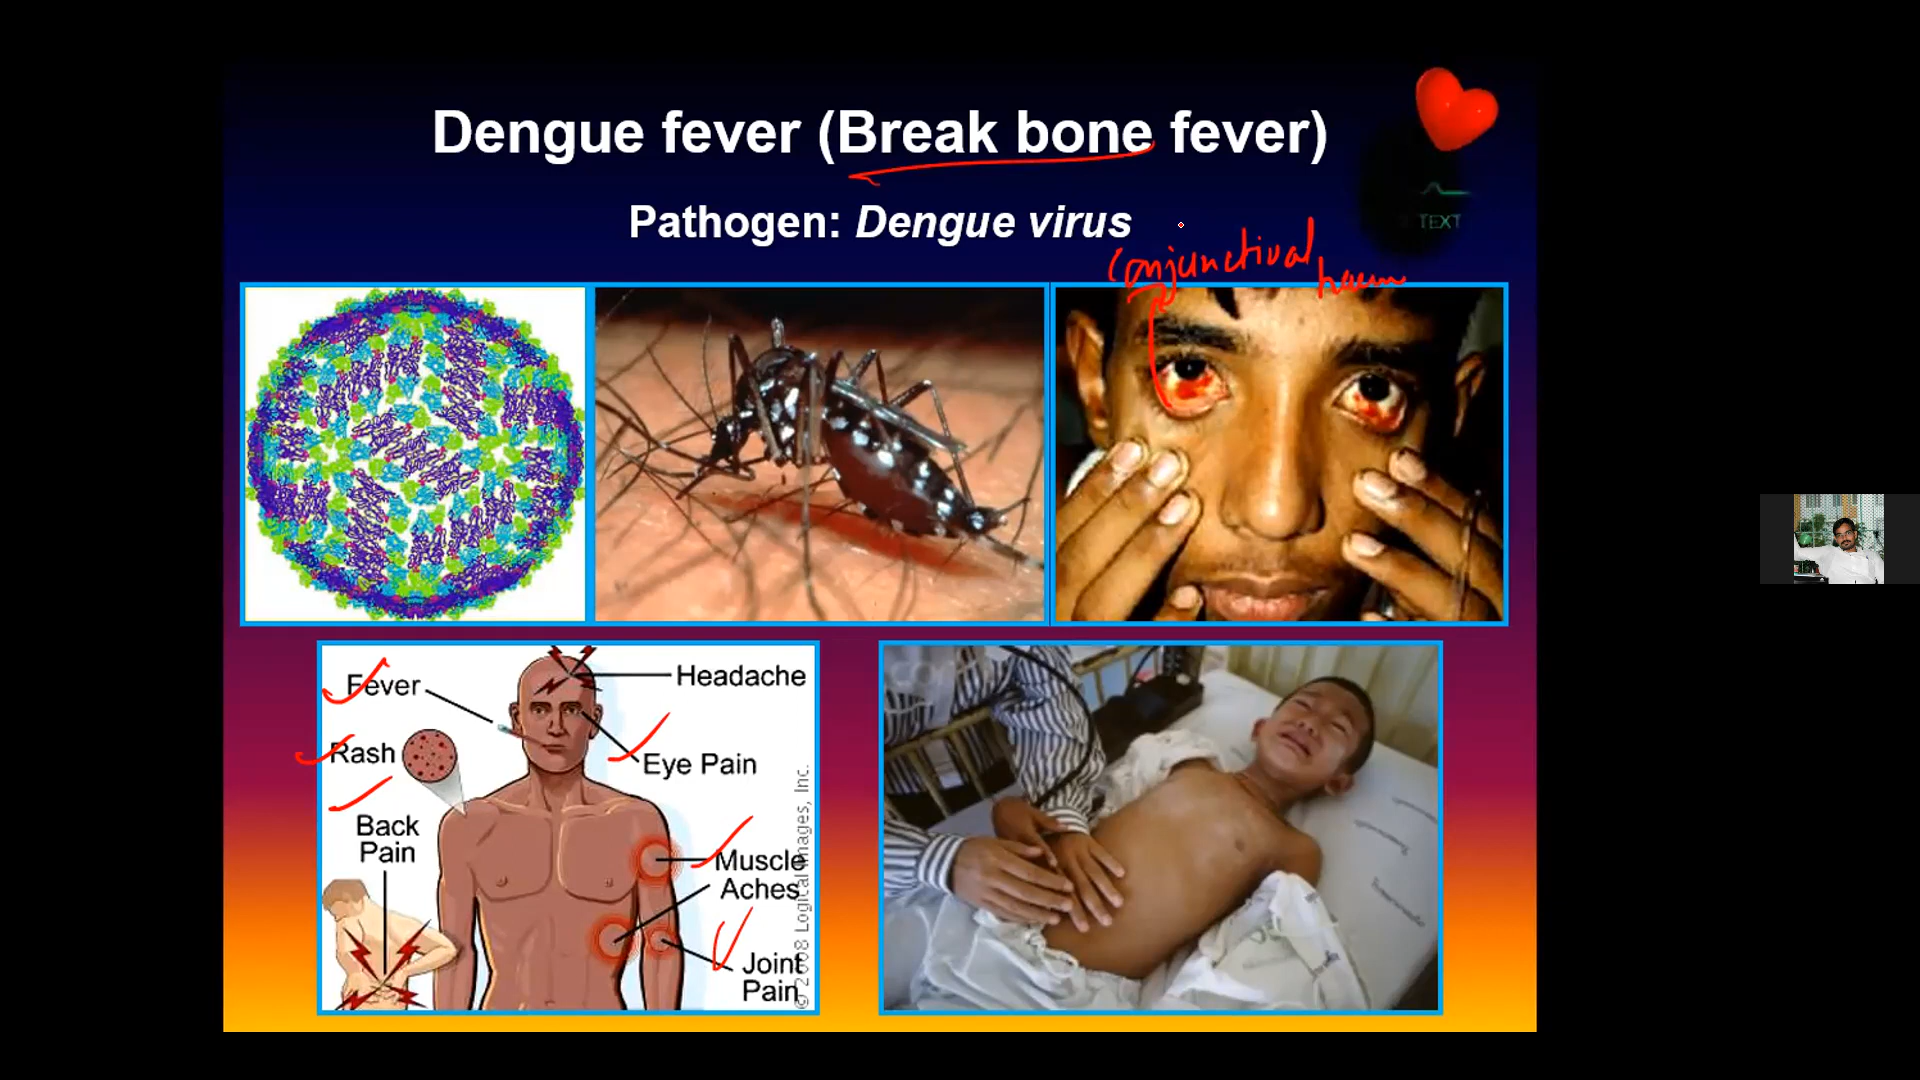 Dengue fever (Break bone fever)
TEXT
Pathogen: Dengue virus
Conjunctival
haem
Fever
Headache
Rash
Eye Pain
Back
Pain
Muscle
Aches
Joint
Pain
© 2008 Logical Images, Inc.